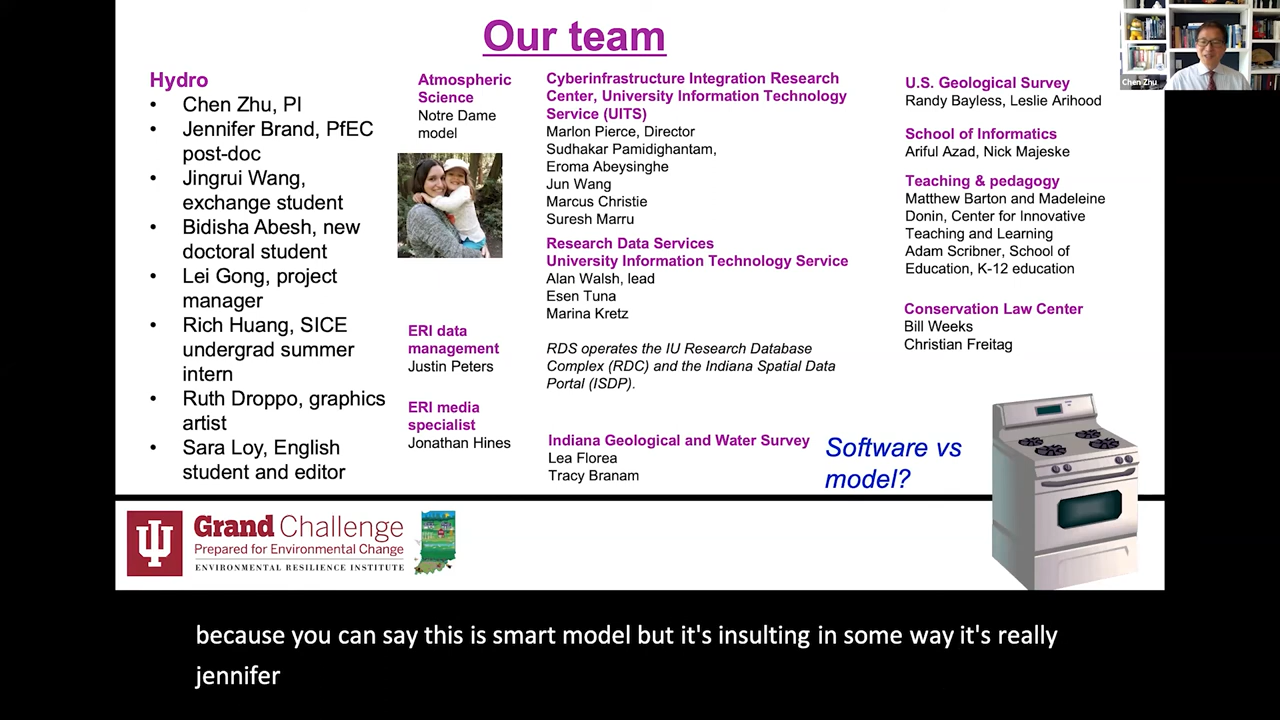 Our team
Hydro
• Chen Zhu, PI
• Jennifer Brand, PfEC
post-doc
• Jingrui Wang,
exchange student
• Bidisha Abesh, new
doctoral student
• Lei Gong, project
manager
• Rich Huang, SICE
undergrad summer
intern
• Ruth Droppo, graphics
artist
• Sara Loy, English
student and editor
Atmospheric
Science
Notre Dame
model
ERI data
management
Justin Peters
ERI media
specialist
Jonathan Hines
Cyberinfrastructure Integration Research
Center, University Information Technology
Service (UITS)
Marlon Pierce, Director
Sudhakar Pamidighantam,
Eroma Abeysinghe
Jun Wang
Marcus Christie
Suresh Marru
Research Data Services
University Information Technology Service
Alan Walsh, lead
Esen Tuna
Marina Kretz
RDS operates the IU Research Database
Complex (RDC) and the Indiana Spatial Data
Portal (ISDP).
Indiana Geological and Water Survey
Lea Florea
Tracy Branam
U.S. Geological Survey
Randy Bayless, Leslie Arihood
School of Informatics
Ariful Azad, Nick Majeske
Teaching & pedagogy
Matthew Barton and Madeleine
Donin, Center for Innovative
Teaching and Learning
Adam Scribner, School of
Education, K-12 education
Conservation Law Center
Bill Weeks
Christian Freitag
Software vs
model?
Chen Zhu
Grand Challenge
Prepared for Environmental Change
ENVIRONMENTAL RESILIENCE INSTITUTE
because you can say this is smart model but it's insulting in some way it's really
jennifer